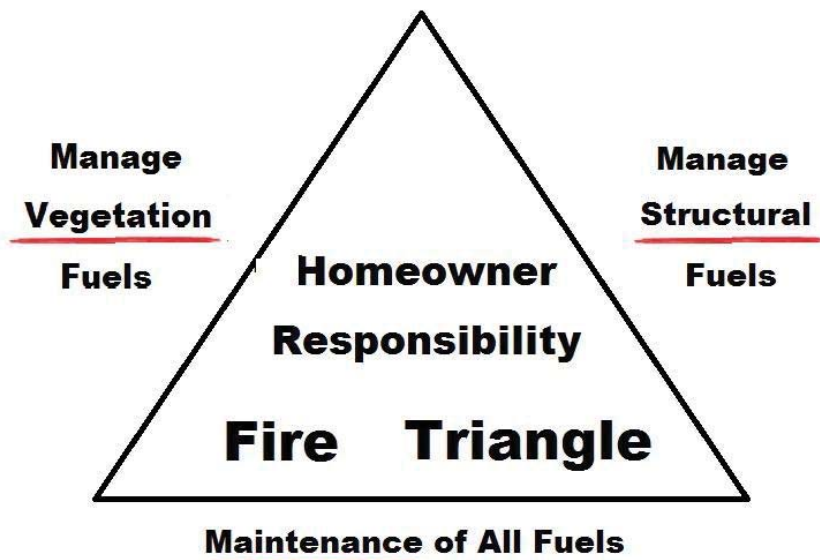 Manage
Vegetation
Fuels
Manage
Structural
Fuels
Homeowner
Responsibility
Fire Triangle
Maintenance of All Fuels